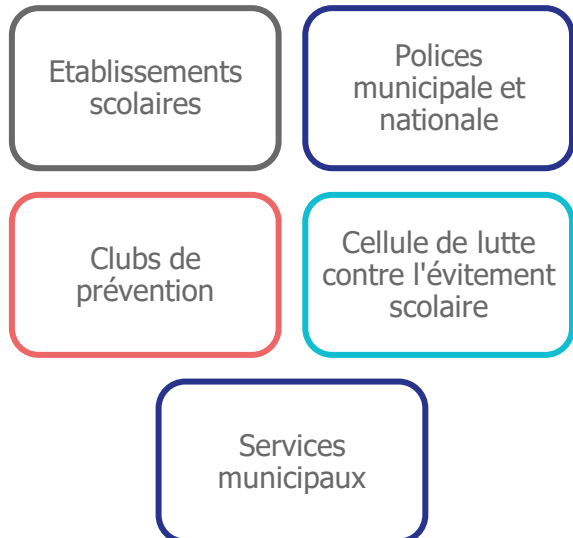 Etablissements
scolaires
Polices
municipale et
nationale
Clubs de
prévention
Cellule de lutte
contre l'évitement
scolaire
Services
municipaux